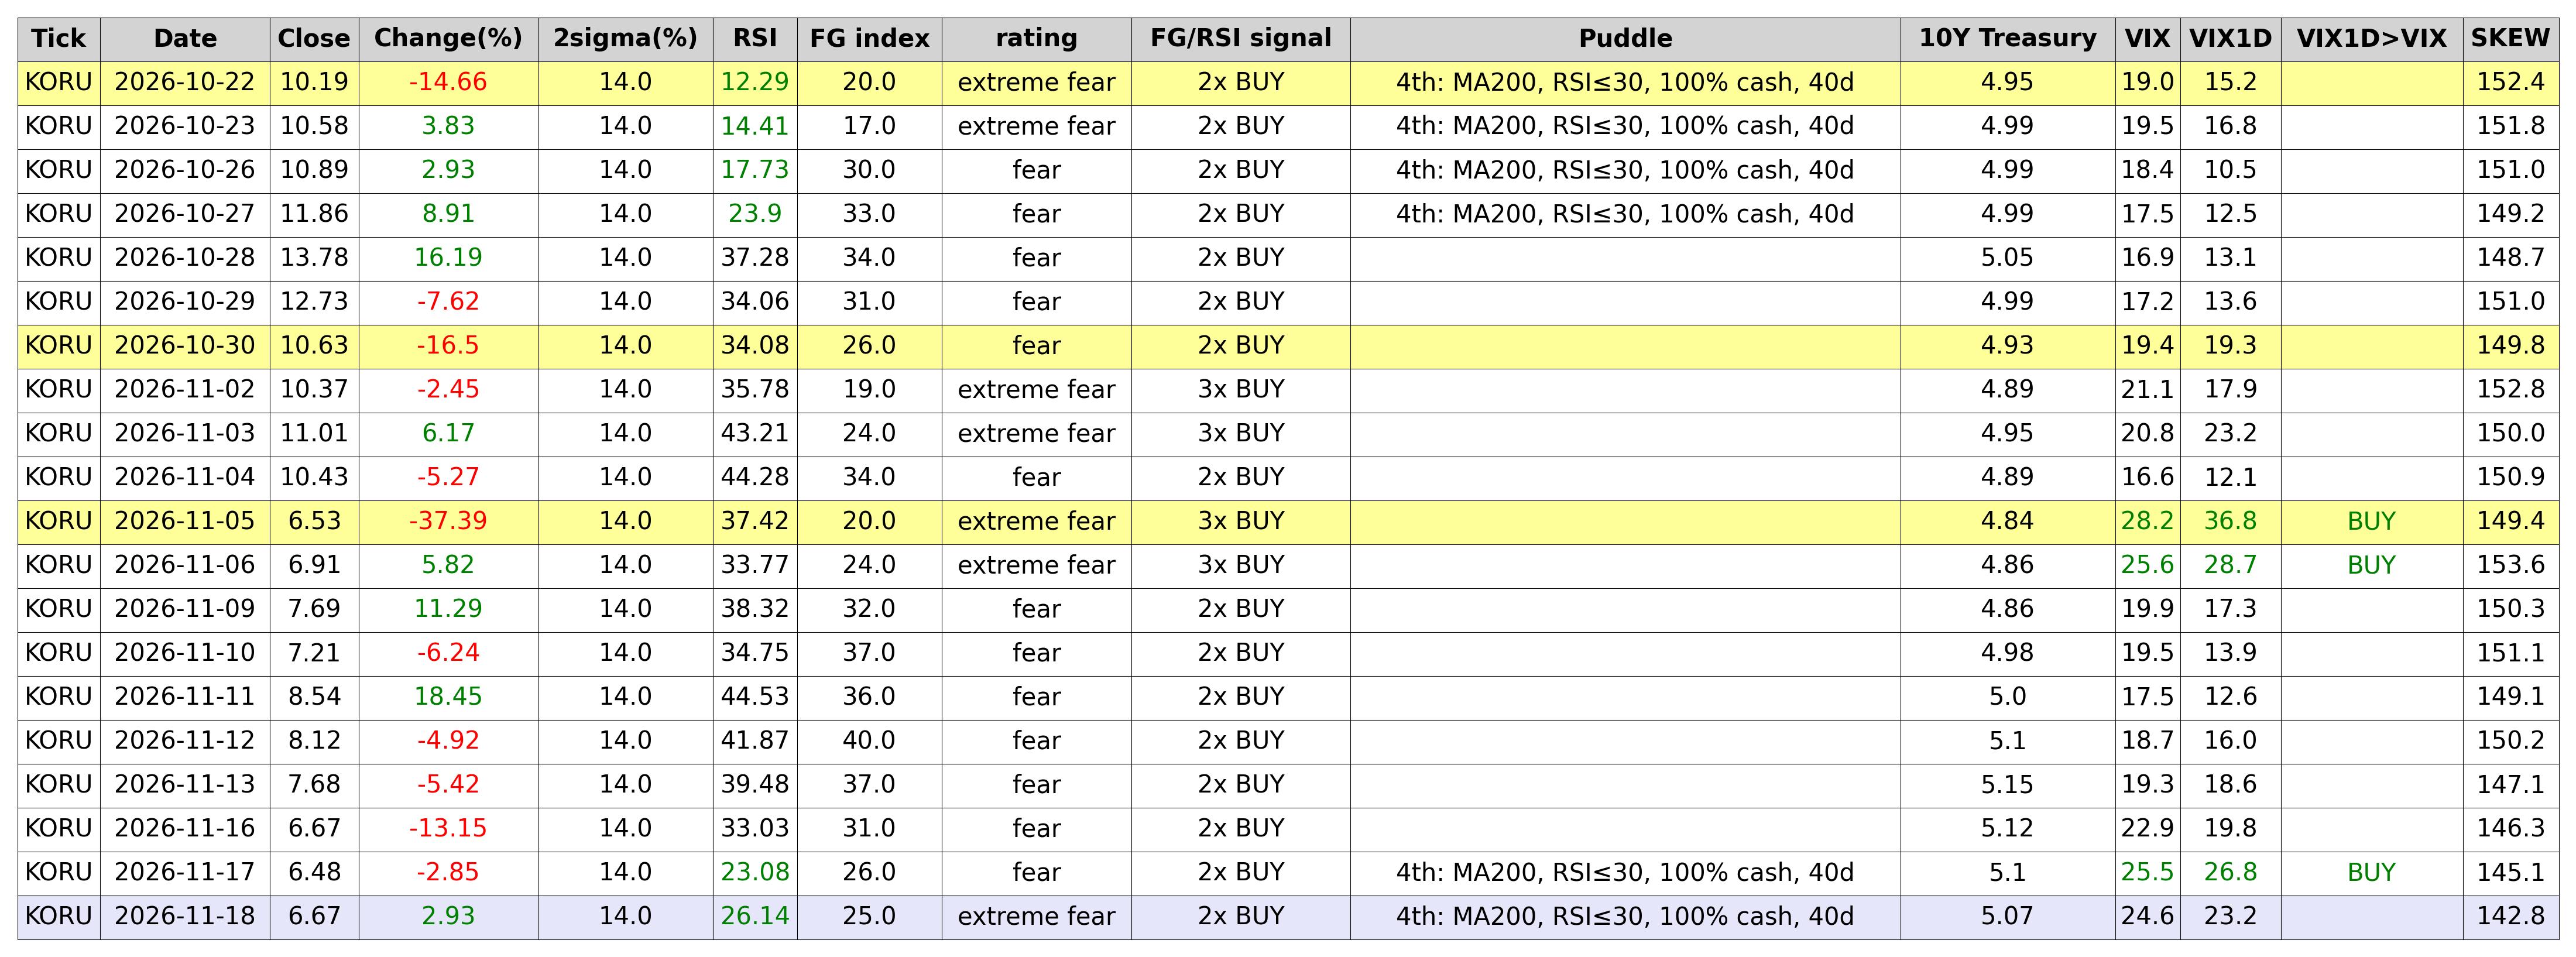 Tick Date Close Change(%) 2sigma(%) RSI FG index rating FG/RSI signal Puddle 10Y Treasury VIX VIX1D VIX1D>VIX SKEW
KORU 2026-10-22 10.19 -14.66 14.0 12.29 20.0 extreme fear 2x BUY 4th: MA200, RSI≤30, 100% cash, 40d 4.95 19.0 15.2 152.4
KORU 2026-10-23 10.58 3.83 14.0 14.41 17.0 extreme fear 2x BUY 4th: MA200, RSI≤30, 100% cash, 40d 4.99 19.5 16.8 151.8
KORU 2026-10-26 10.89 2.93 14.0 17.73 30.0 fear 2x BUY 4th: MA200, RSI≤30, 100% cash, 40d 4.99 18.4 10.5 151.0
KORU 2026-10-27 11.86 8.91 14.0 23.9 33.0 fear 2x BUY 4th: MA200, RSI≤30, 100% cash, 40d 4.99 17.5 12.5 149.2
KORU 2026-10-28 13.78 16.19 14.0 37.28 34.0 fear 2x BUY 5.05 16.9 13.1 148.7
KORU 2026-10-29 12.73 -7.62 14.0 34.06 31.0 fear 2x BUY 4.99 17.2 13.6 151.0
KORU 2026-10-30 10.63 -16.5 14.0 34.08 26.0 fear 2x BUY 4.93 19.4 19.3 149.8
KORU 2026-11-02 10.37 -2.45 14.0 35.78 19.0 extreme fear 3x BUY 4.89 21.1 17.9 152.8
KORU 2026-11-03 11.01 6.17 14.0 43.21 24.0 extreme fear 3x BUY 4.95 20.8 23.2 150.0
KORU 2026-11-04 10.43 -5.27 14.0 44.28 34.0 fear 2x BUY 4.89 16.6 12.1 150.9
KORU 2026-11-05 6.53 -37.39 14.0 37.42 20.0 extreme fear 3x BUY 4.84 28.2 36.8 BUY 149.4
KORU 2026-11-06 6.91 5.82 14.0 33.77 24.0 extreme fear 3x BUY 4.86 25.6 28.7 BUY 153.6
KORU 2026-11-09 7.69 11.29 14.0 38.32 32.0 fear 2x BUY 4.86 19.9 17.3 150.3
KORU 2026-11-10 7.21 -6.24 14.0 34.75 37.0 fear 2x BUY 4.98 19.5 13.9 151.1
KORU 2026-11-11 8.54 18.45 14.0 44.53 36.0 fear 2x BUY 5.0 17.5 12.6 149.1
KORU 2026-11-12 8.12 -4.92 14.0 41.87 40.0 fear 2x BUY 5.1 18.7 16.0 150.2
KORU 2026-11-13 7.68 -5.42 14.0 39.48 37.0 fear 2x BUY 5.15 19.3 18.6 147.1
KORU 2026-11-16 6.67 -13.15 14.0 33.03 31.0 fear 2x BUY 5.12 22.9 19.8 146.3
KORU 2026-11-17 6.48 -2.85 14.0 23.08 26.0 fear 2x BUY 4th: MA200, RSI≤30, 100% cash, 40d 5.1 25.5 26.8 BUY 145.1
KORU 2026-11-18 6.67 2.93 14.0 26.14 25.0 extreme fear 2x BUY 4th: MA200, RSI≤30, 100% cash, 40d 5.07 24.6 23.2 142.8